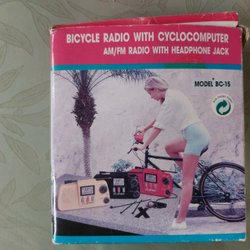 BICYCLE RADIO WITH CYCLOCOMPUTER
AM/FM RADIO WITH HEADPHONE JACK
MODEL BC-15